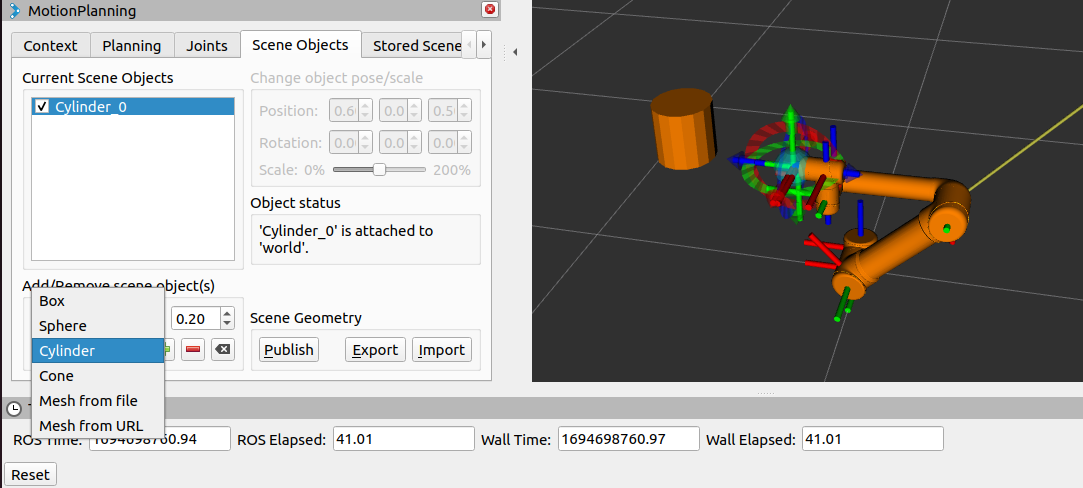 MotionPlanning
Context
Planning
Joints
Scene Objects
Stored Scene
Current Scene Objects
Cylinder_0
Change object pose/scale
Position:
0.6
0.0
0.5
Rotation:
0.0
0.0
0.0
Scale: 0%
200%
Object status
'Cylinder_0' is attached to
'world'.
Add/Remove scene object(s)
Box
Sphere
Cylinder
Cone
Mesh from file
Mesh from URL
0.20
Scene Geometry
Publish
Export
Import
ROS Time:
1694698760.94
ROS Elapsed:
41.01
Wall Time:
1694698760.97
Wall Elapsed:
41.01
Reset